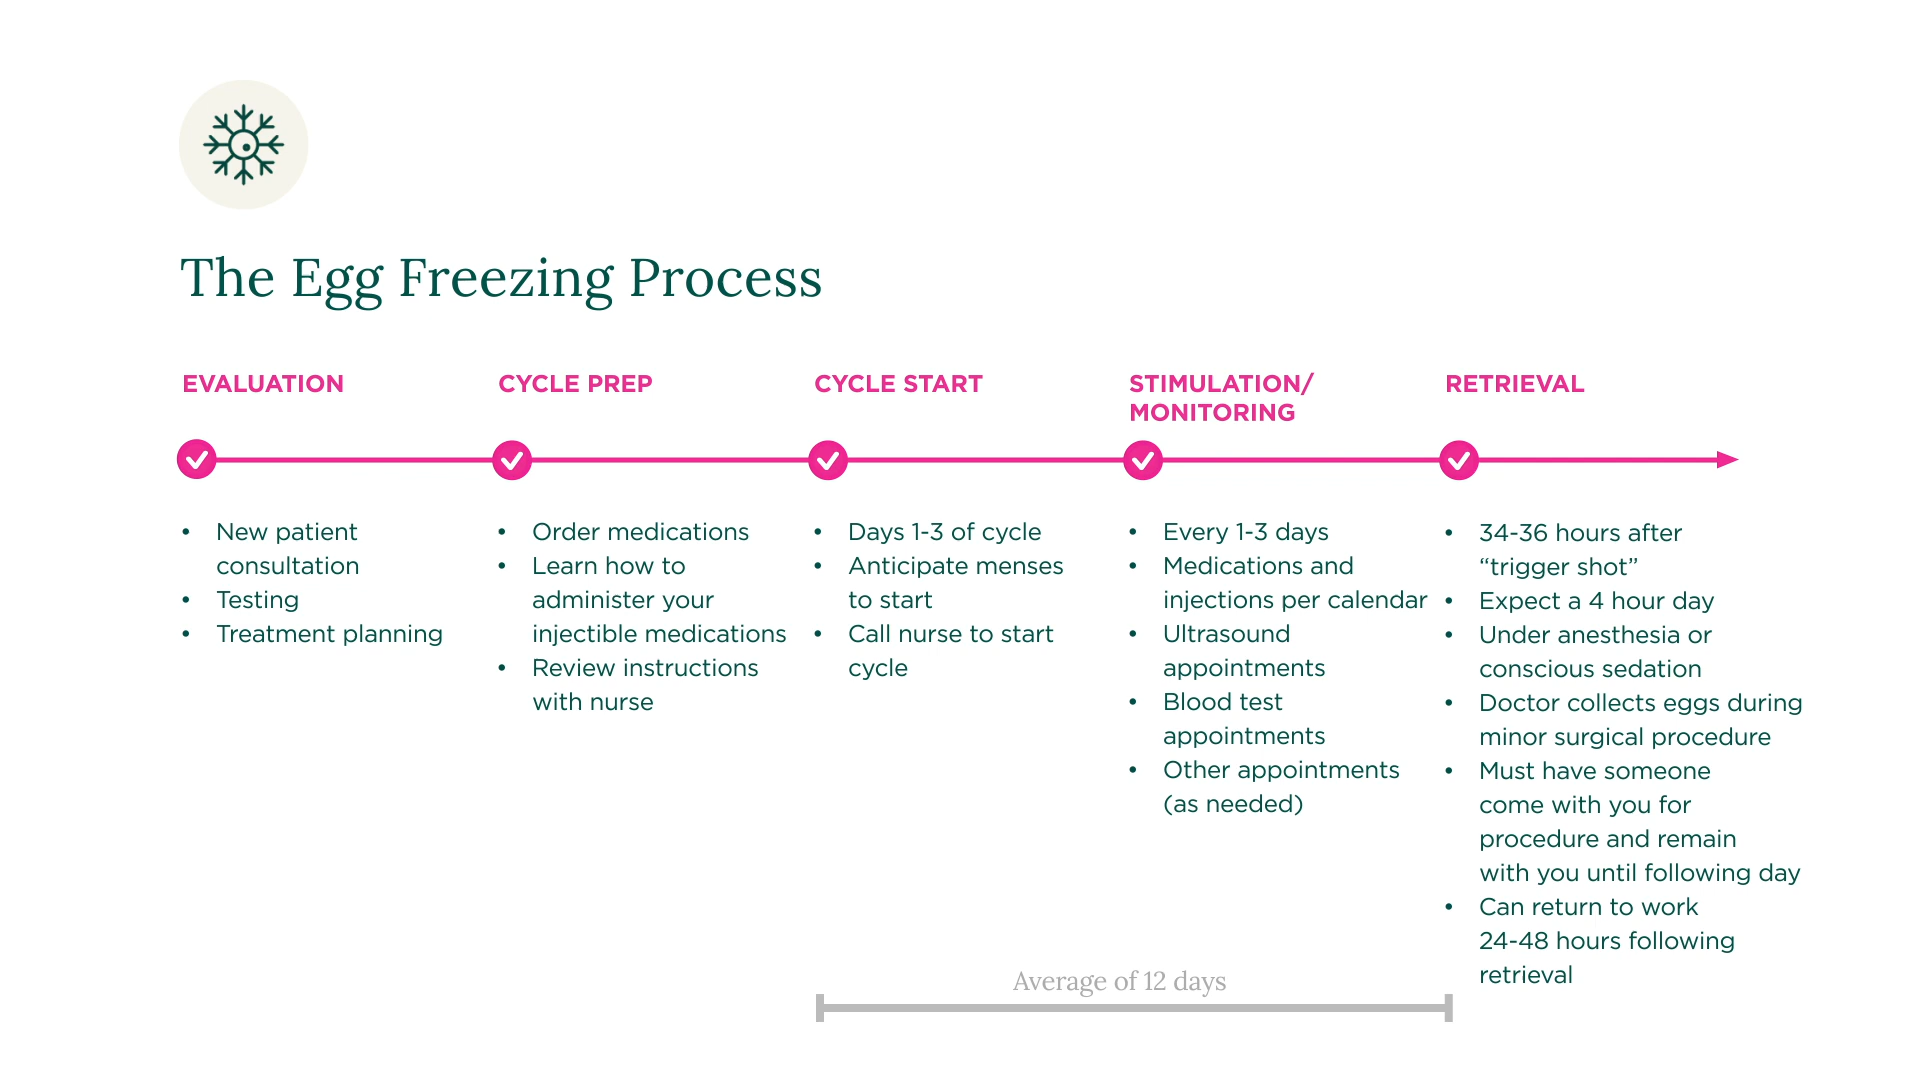 The Egg Freezing Process
EVALUATION
• New patient
consultation
• Testing
• Treatment planning
CYCLE PREP
• Order medications
• Learn how to
administer your
injectible medications
• Review instructions
with nurse
CYCLE START
• Days 1-3 of cycle
• Anticipate menses
to start
• Call nurse to start
cycle
STIMULATION/
MONITORING
• Every 1-3 days
• Medications and
injections per calendar
• Ultrasound
appointments
• Blood test
appointments
• Other appointments
(as needed)
RETRIEVAL
• 34-36 hours after
“trigger shot”
• Expect a 4 hour day
• Under anesthesia or
conscious sedation
• Doctor collects eggs during
minor surgical procedure
• Must have someone
come with you for
procedure and remain
with you until following day
• Can return to work
24-48 hours following
retrieval
Average of 12 days